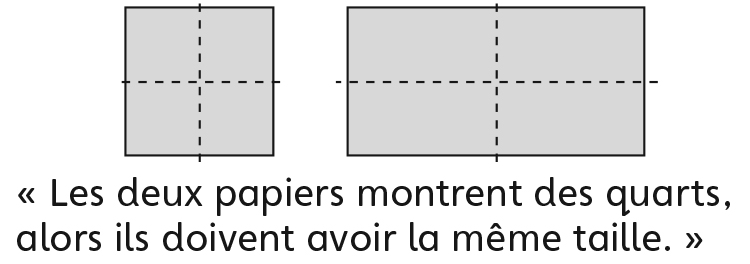 « Les deux papiers montrent des quarts,
alors ils doivent avoir la même taille. »